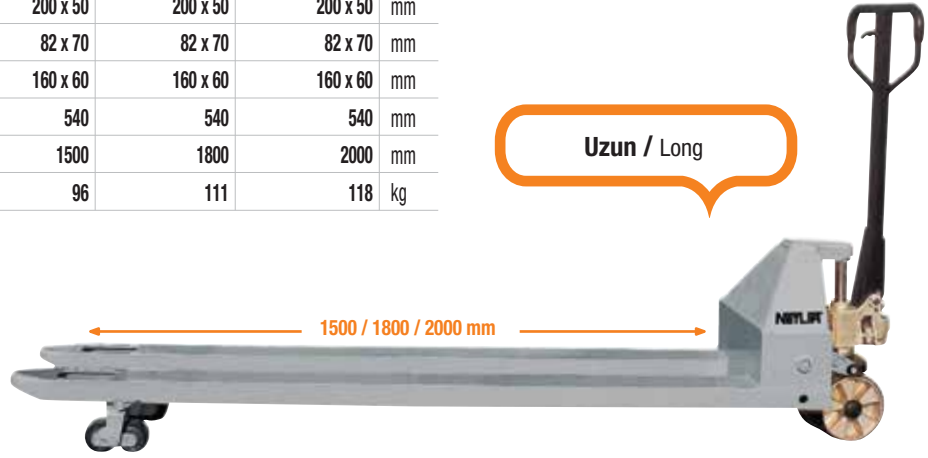 200 x 50 200 x 50 200 x 50 mm
82 x 70 82 x 70 82 x 70 mm
160 x 60 160 x 60 160 x 60 mm
540 540 540 mm
1500 1800 2000 mm
96 111 118 kg
Uzun / Long
1500 / 1800 / 2000 mm
NETLIFT